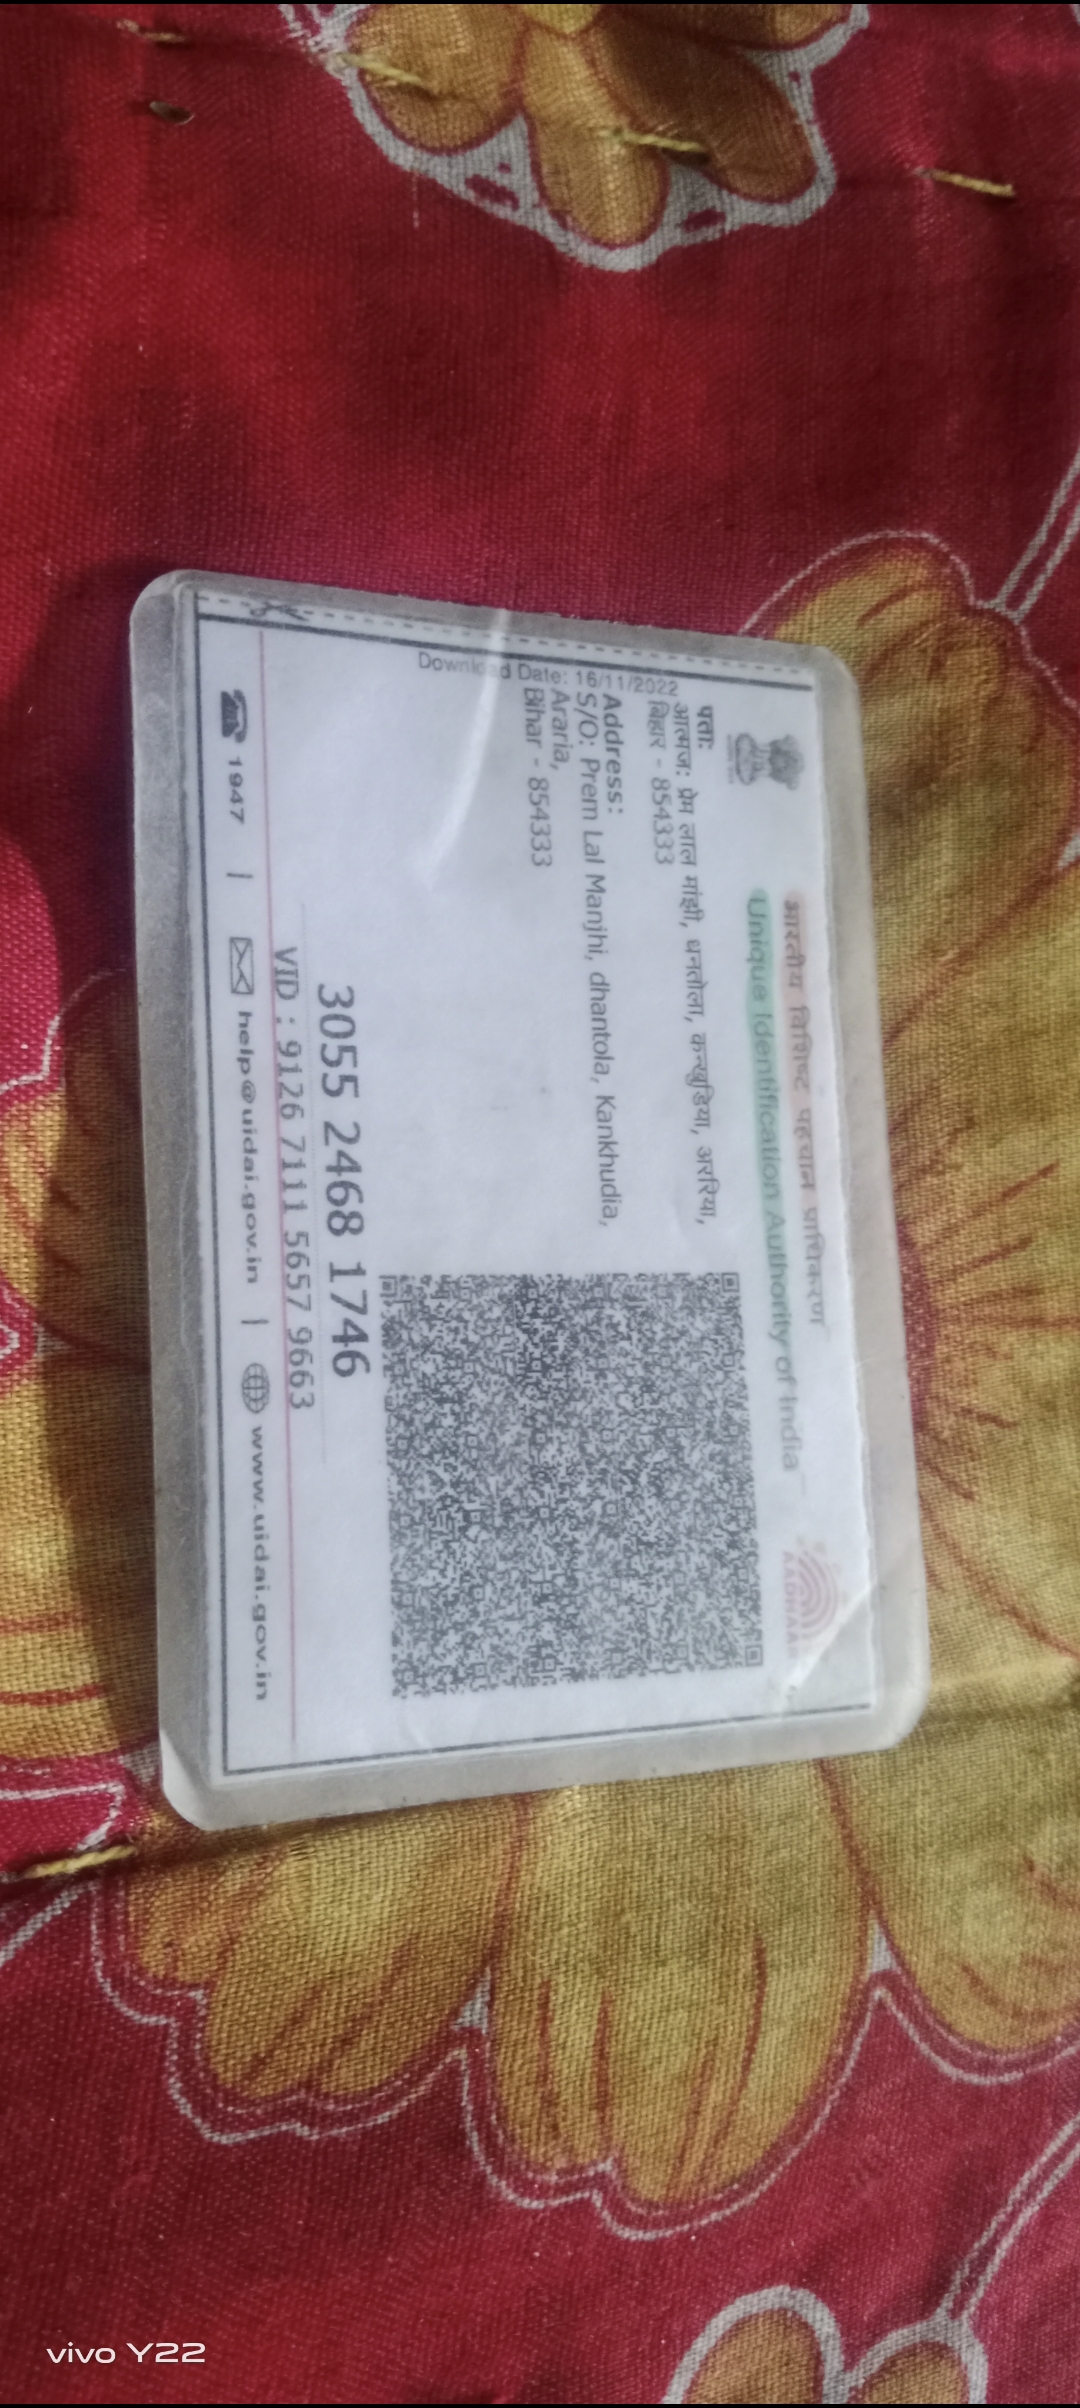 भारतीय विशिष्ट पहचान प्राधिकरण
Unique Identification Authority of India
AADHAAR
पता:
आत्मज: प्रेम लाल मांझी, धनतोला, कनखुडिया, अररिया,
बिहार - 854333
Address:
S/O: Prem Lal Manjhi, dhantola, Kankhudia,
Araria,
Bihar - 854333
Download Date: 16/11/2022
3055 2468 1746
VID : 9126 7111 5657 9663
1947 | help@uidai.gov.in | www.uidai.gov.in
vivo Y22